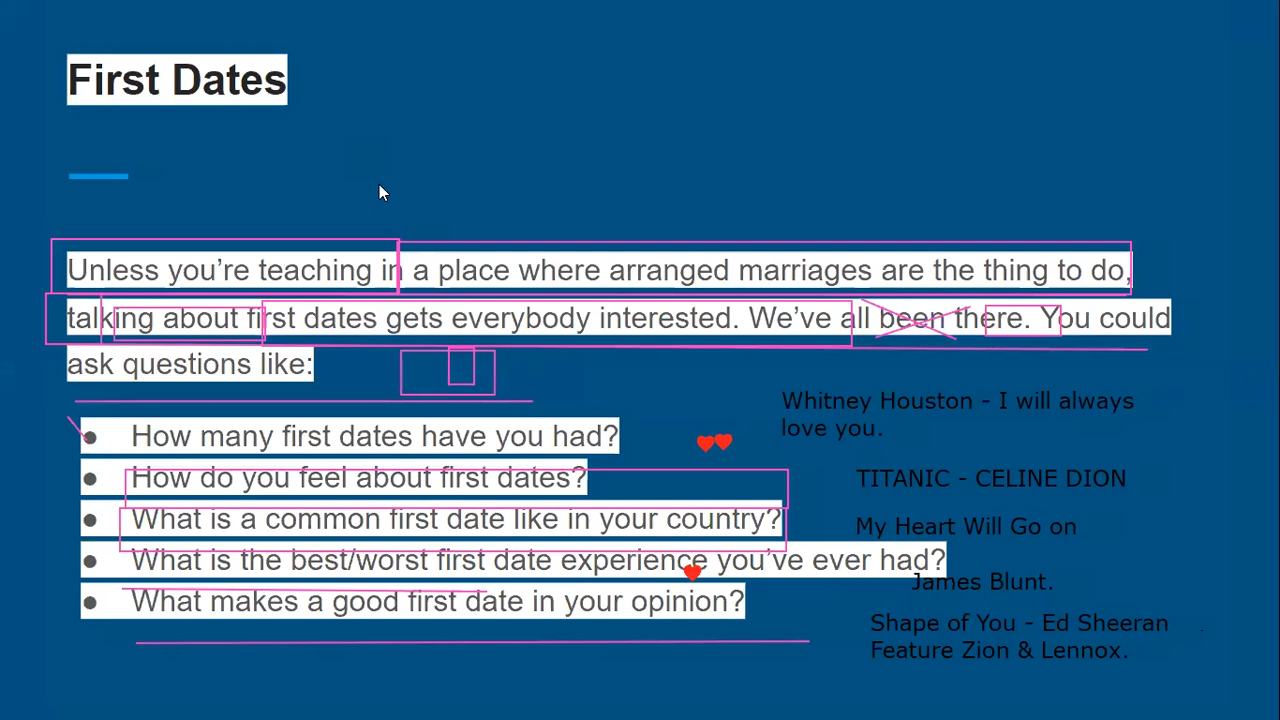 First Dates
Unless you’re teaching in a place where arranged marriages are the thing to do,
talking about first dates gets everybody interested. We’ve all been there. You could
ask questions like:
● How many first dates have you had?
● How do you feel about first dates?
● What is a common first date like in your country?
● What is the best/worst first date experience you’ve ever had?
● What makes a good first date in your opinion?
Whitney Houston - I will always
love you.
TITANIC - CELINE DION
My Heart Will Go on
James Blunt.
Shape of You - Ed Sheeran
Feature Zion & Lennox.